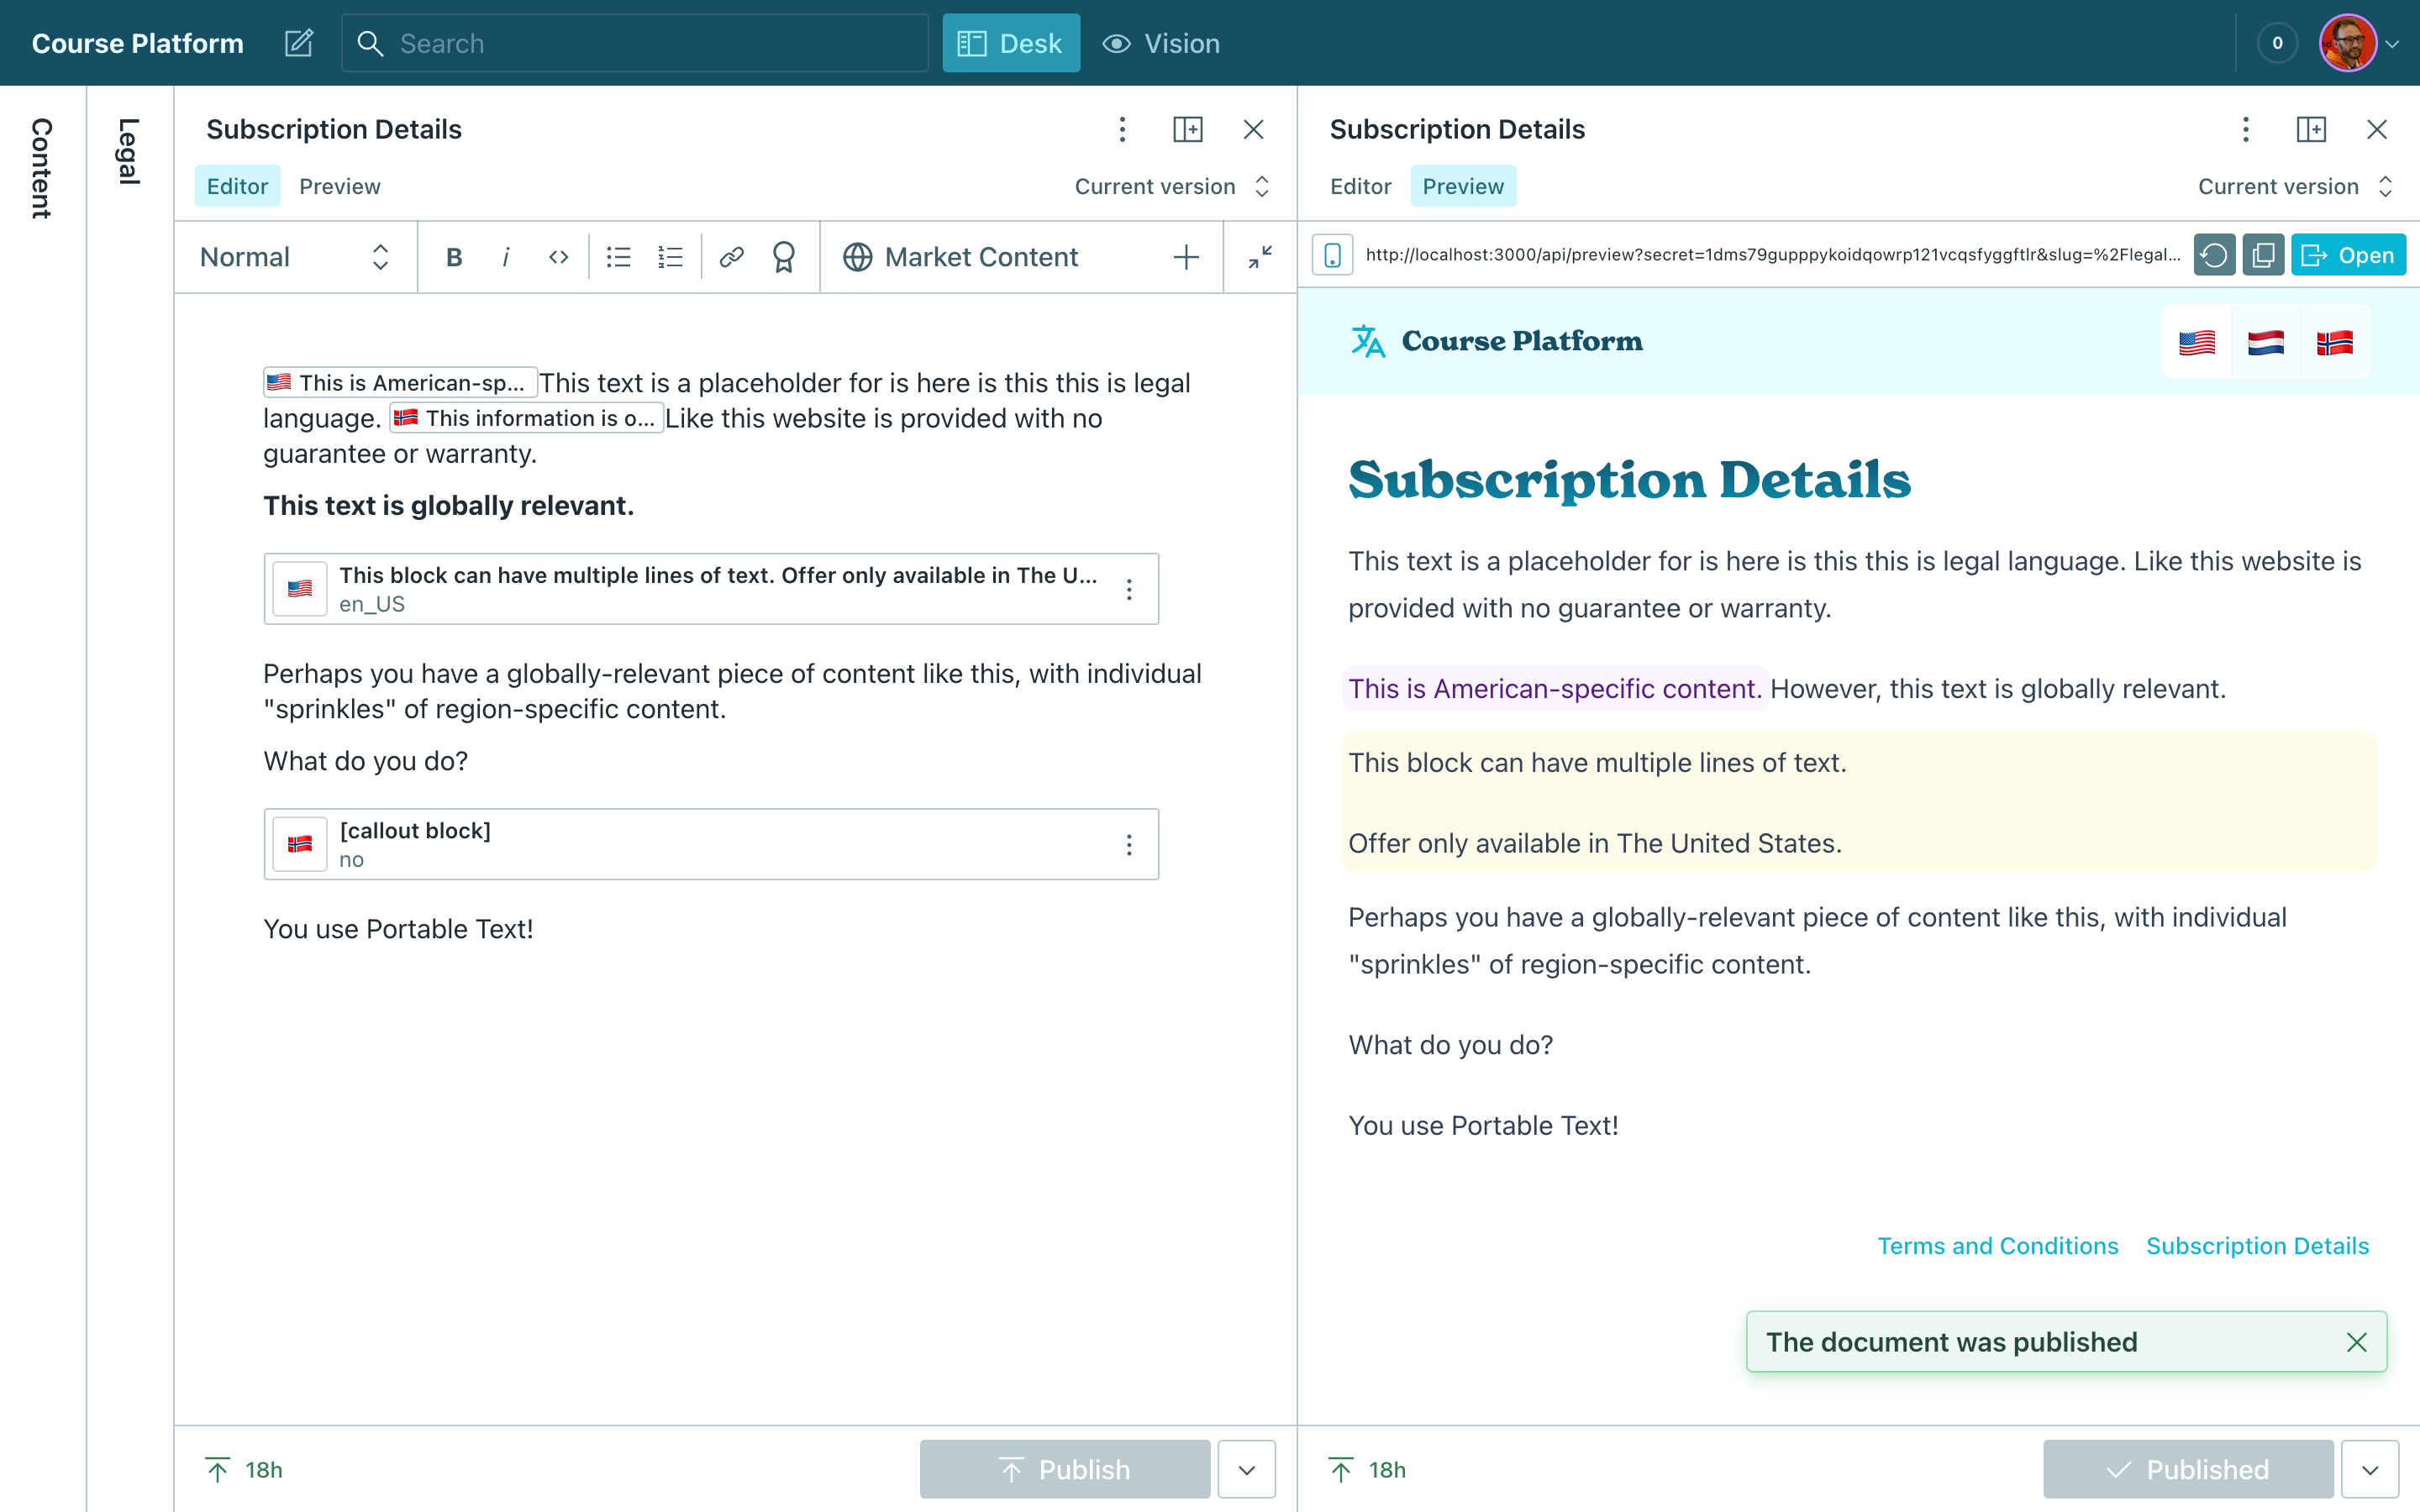 Course Platform
Search
Desk
Vision
0
Content
Legal
Subscription Details
Editor
Preview
Current version
Normal
B
i
Market Content
🇺🇸 This is American-sp... This text is a placeholder for is here is this this is legal
language. 🇳🇴 This information is o... Like this website is provided with no
guarantee or warranty.
This text is globally relevant.
This block can have multiple lines of text. Offer only available in The U...
en_US
Perhaps you have a globally-relevant piece of content like this, with individual
"sprinkles" of region-specific content.
What do you do?
[callout block]
no
You use Portable Text!
18h
Publish
Subscription Details
Editor
Preview
Current version
http://localhost:3000/api/preview?secret=1dms79gupppykoidqowrp121vcqsfyggftlr&slug=%2Flegal...
Open
Course Platform
Subscription Details
This text is a placeholder for is here is this this is legal language. Like this website is
provided with no guarantee or warranty.
This is American-specific content. However, this text is globally relevant.
This block can have multiple lines of text.
Offer only available in The United States.
Perhaps you have a globally-relevant piece of content like this, with individual
"sprinkles" of region-specific content.
What do you do?
You use Portable Text!
Terms and Conditions
Subscription Details
The document was published
18h
Published